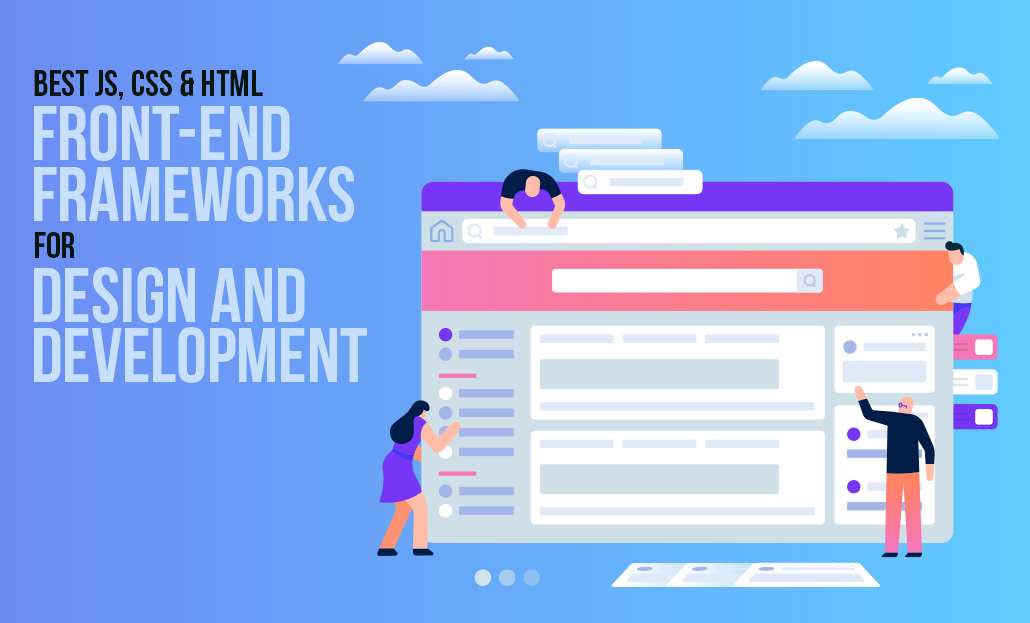 BEST JS, CSS & HTML
FRONT-END
FRAMEWORKS
FOR
DESIGN AND
DEVELOPMENT